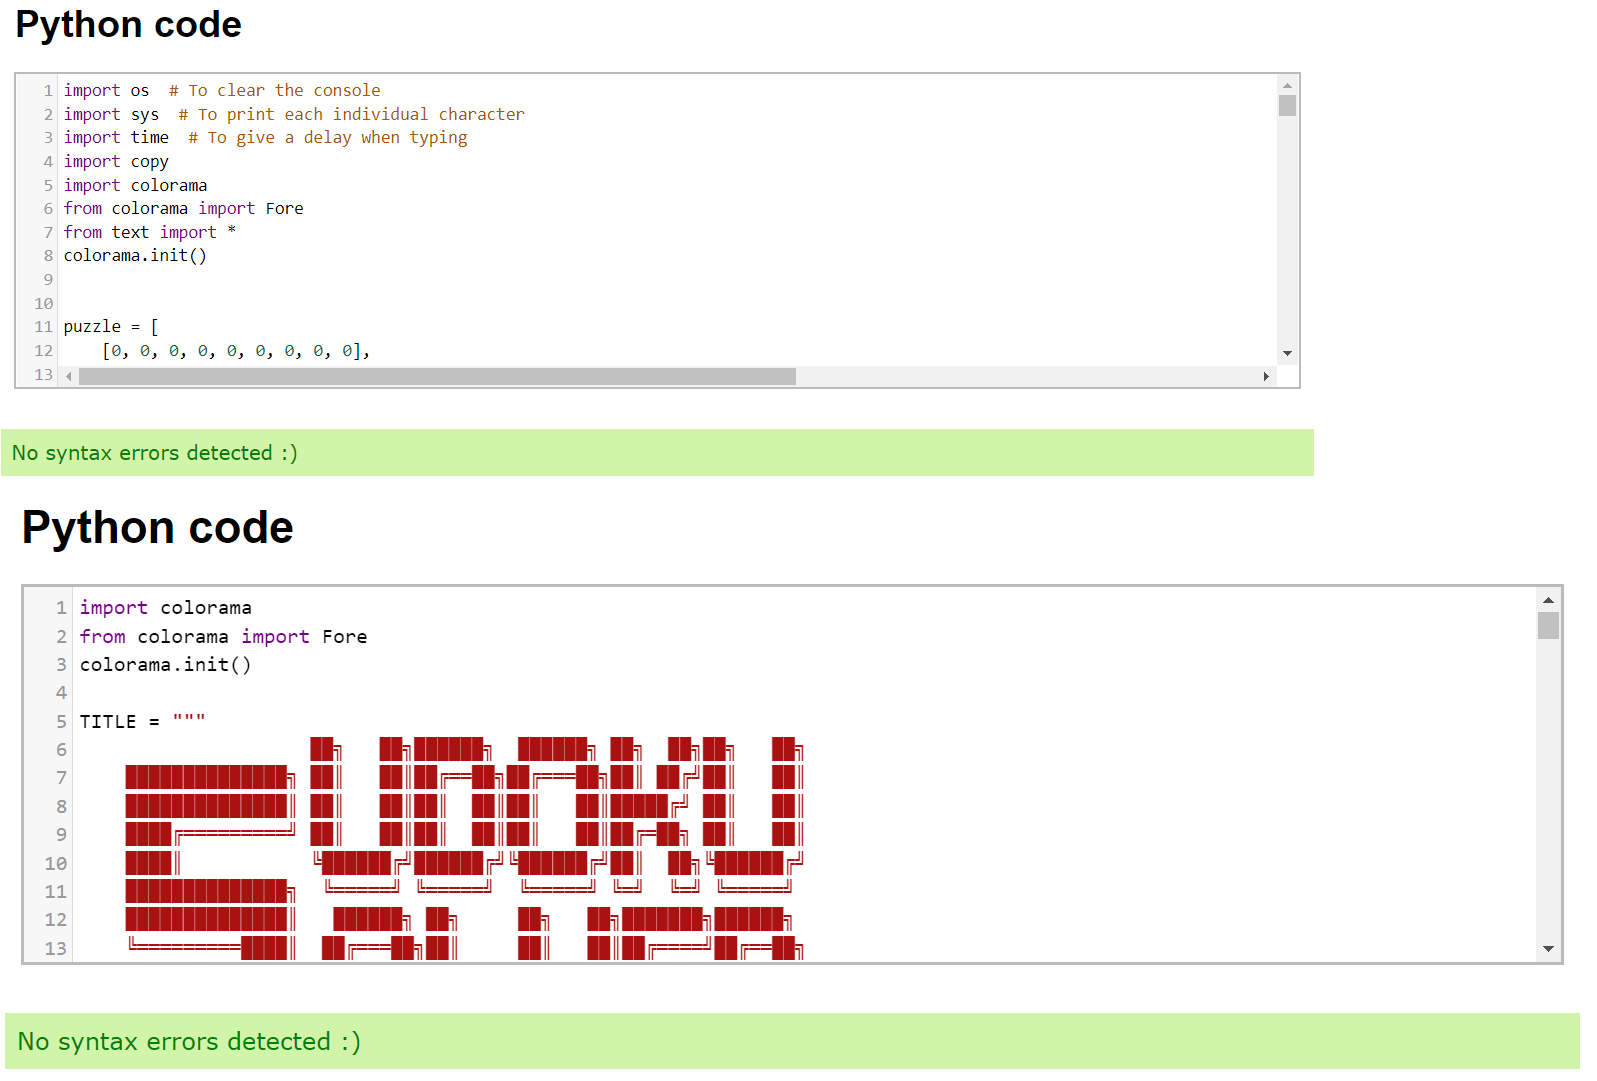 Python code
1 import os  # To clear the console
2 import sys  # To print each individual character
3 import time  # To give a delay when typing
4 import copy
5 import colorama
6 from colorama import Fore
7 from text import *
8 colorama.init()
9
10
11 puzzle = [
12     [0, 0, 0, 0, 0, 0, 0, 0, 0],
13
No syntax errors detected :)
Python code
1 import colorama
2 from colorama import Fore
3 colorama.init()
4
5 TITLE = """
6                     ██╗   ██╗██████╗  ██████╗ ██╗  ██╗██╗   ██╗
7     ██████████████╗ ██║   ██║██╔══██╗██╔═══██╗██║ ██╔╝██║   ██║
8     ██████████████║ ██║   ██║██║  ██║██║   ██║█████╔╝ ██║   ██║
9     ████╔═════════╝ ██║   ██║██║  ██║██║   ██║██╔═██╗ ██║   ██║
10     ████║           ╚██████╔╝██████╔╝╚██████╔╝██║  ██╗╚██████╔╝
11     ██████████████╗  ╚═════╝ ╚═════╝  ╚═════╝ ╚═╝  ╚═╝ ╚═════╝
12     ██████████████║   ██████╗ ██╗     ██╗   ██╗███████╗██████╗
13     ╚═════════████║  ██╔═══██╗██║     ██║   ██║██╔════╝██╔══██╗
No syntax errors detected :)